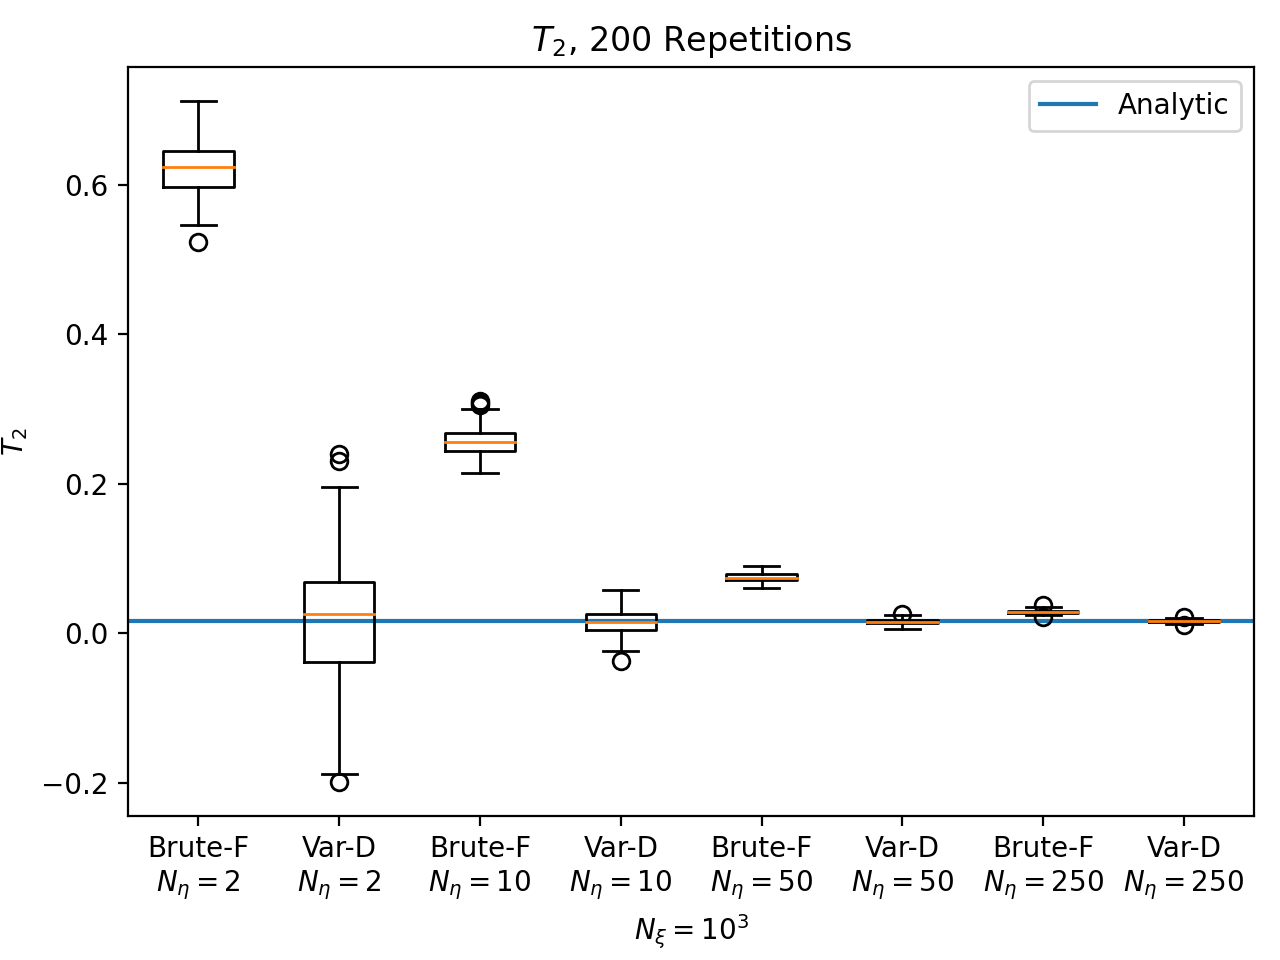 T₂, 200 Repetitions
Analytic
T₂
0.6
0.4
0.2
0.0
−0.2
Brute-F Var-D Brute-F Var-D Brute-F Var-D Brute-F Var-D
N_η = 2 N_η = 2 N_η = 10 N_η = 10 N_η = 50 N_η = 50 N_η = 250 N_η = 250
N_ξ = 10³